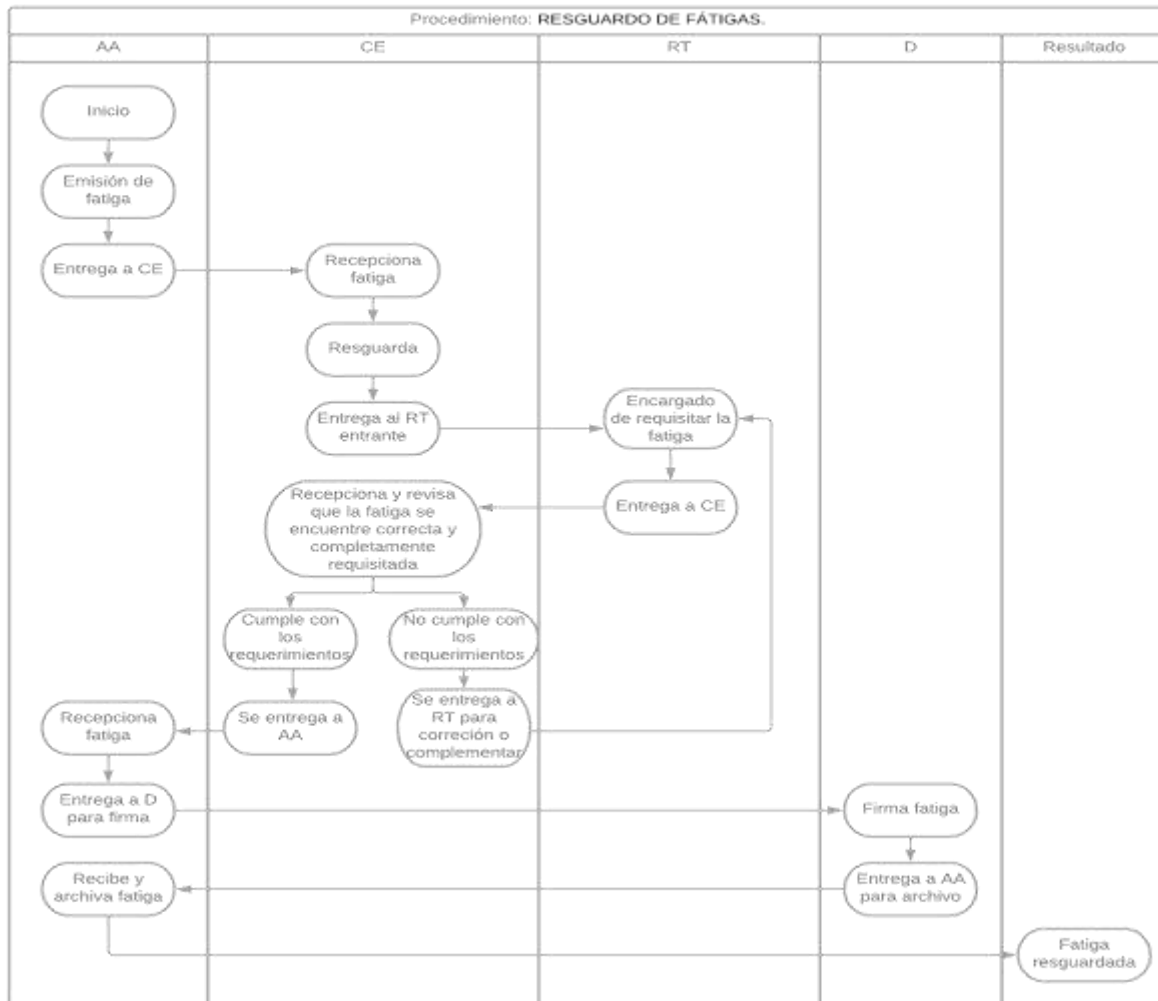 Procedimiento: RESGUARDO DE FÁTIGAS.
AA
CE
RT
D
Resultado
Inicio
Emisión de
fatiga
Entrega a CE
Recepciona
fatiga
Resguarda
Entrega al RT
entrante
Encargado
de requisitar la
fatiga
Entrega a CE
Recepciona y revisa
que la fatiga se
encuentre correcta y
completamente
requisitada
Cumple con
los
requerimientos
No cumple con
los
requerimientos
Se entrega a
AA
Se entrega a
RT para
correción o
complementar
Recepciona
fatiga
Entrega a D
para firma
Firma fatiga
Entrega a AA
para archivo
Recibe y
archiva fatiga
Fatiga
resguardada